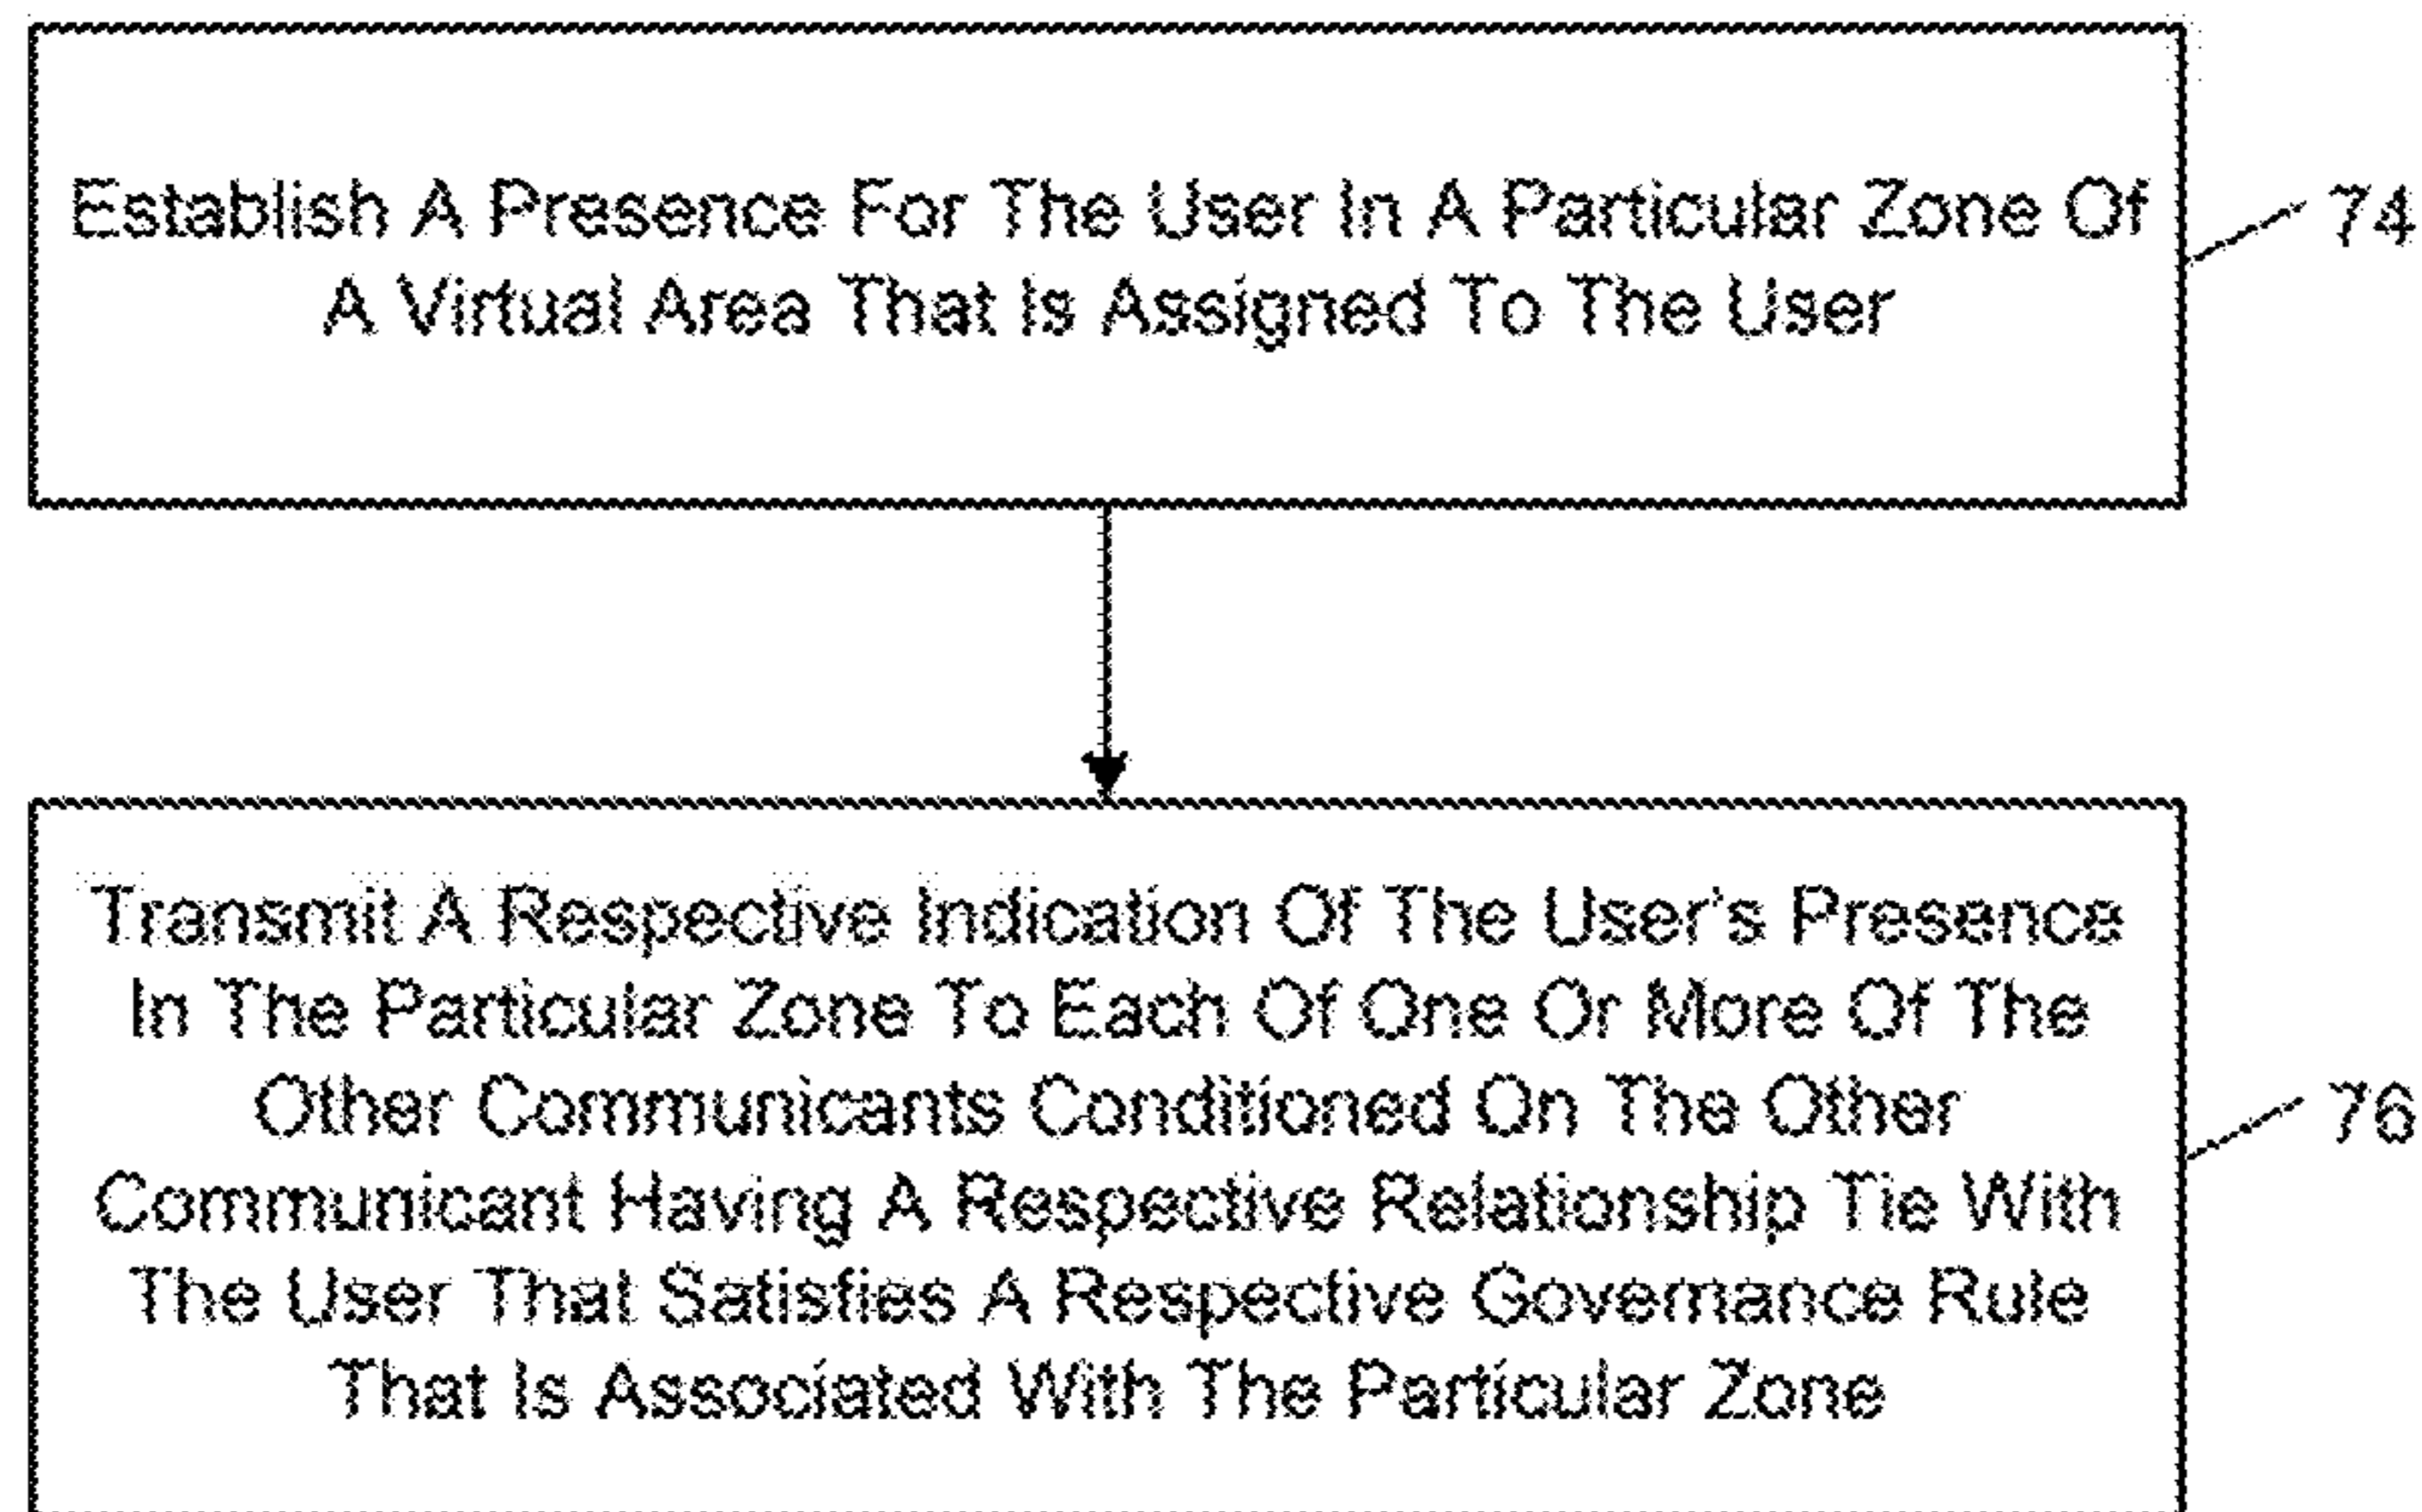 Establish A Presence For The User In A Particular Zone Of
A Virtual Area That Is Assigned To The User
74
Transmit A Respective Indication Of The User's Presence
In The Particular Zone To Each Of One Or More Of The
Other Communicants Conditioned On The Other
Communicant Having A Respective Relationship Tie With
The User That Satisfies A Respective Governance Rule
That Is Associated With The Particular Zone
76